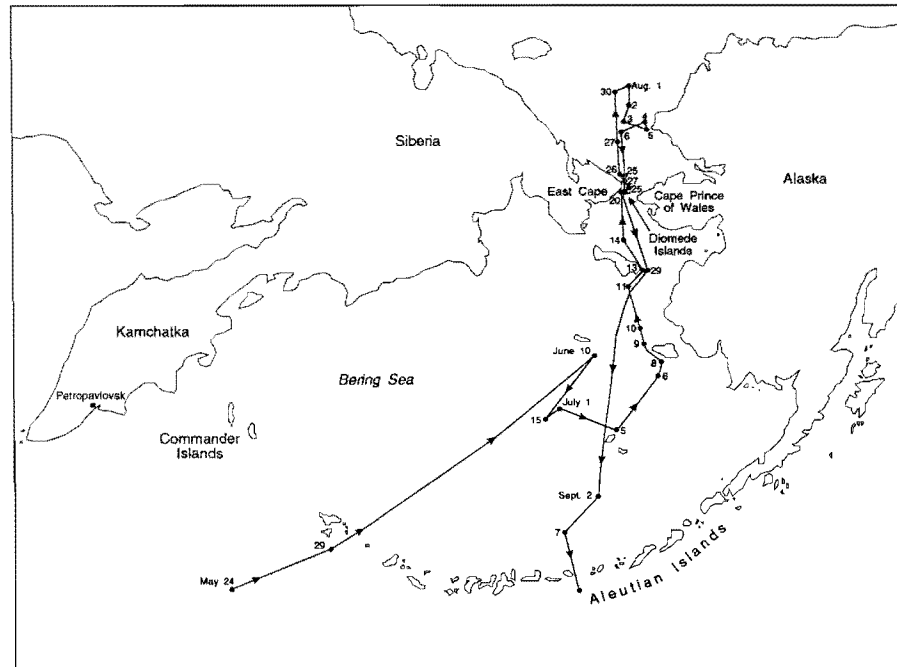 30
Aug. 1
2
3
4
5
6
27
Siberia
26
25
27
Alaska
East Cape
25
Cape Prince
of Wales
20
Diomede
Islands
14
13
29
11
Kamchatka
10
9
June 10
8
Bering Sea
6
Petropavlovsk
July 1
15
5
Commander
Islands
Sept. 2
7
29
May 24
Aleutian Islands